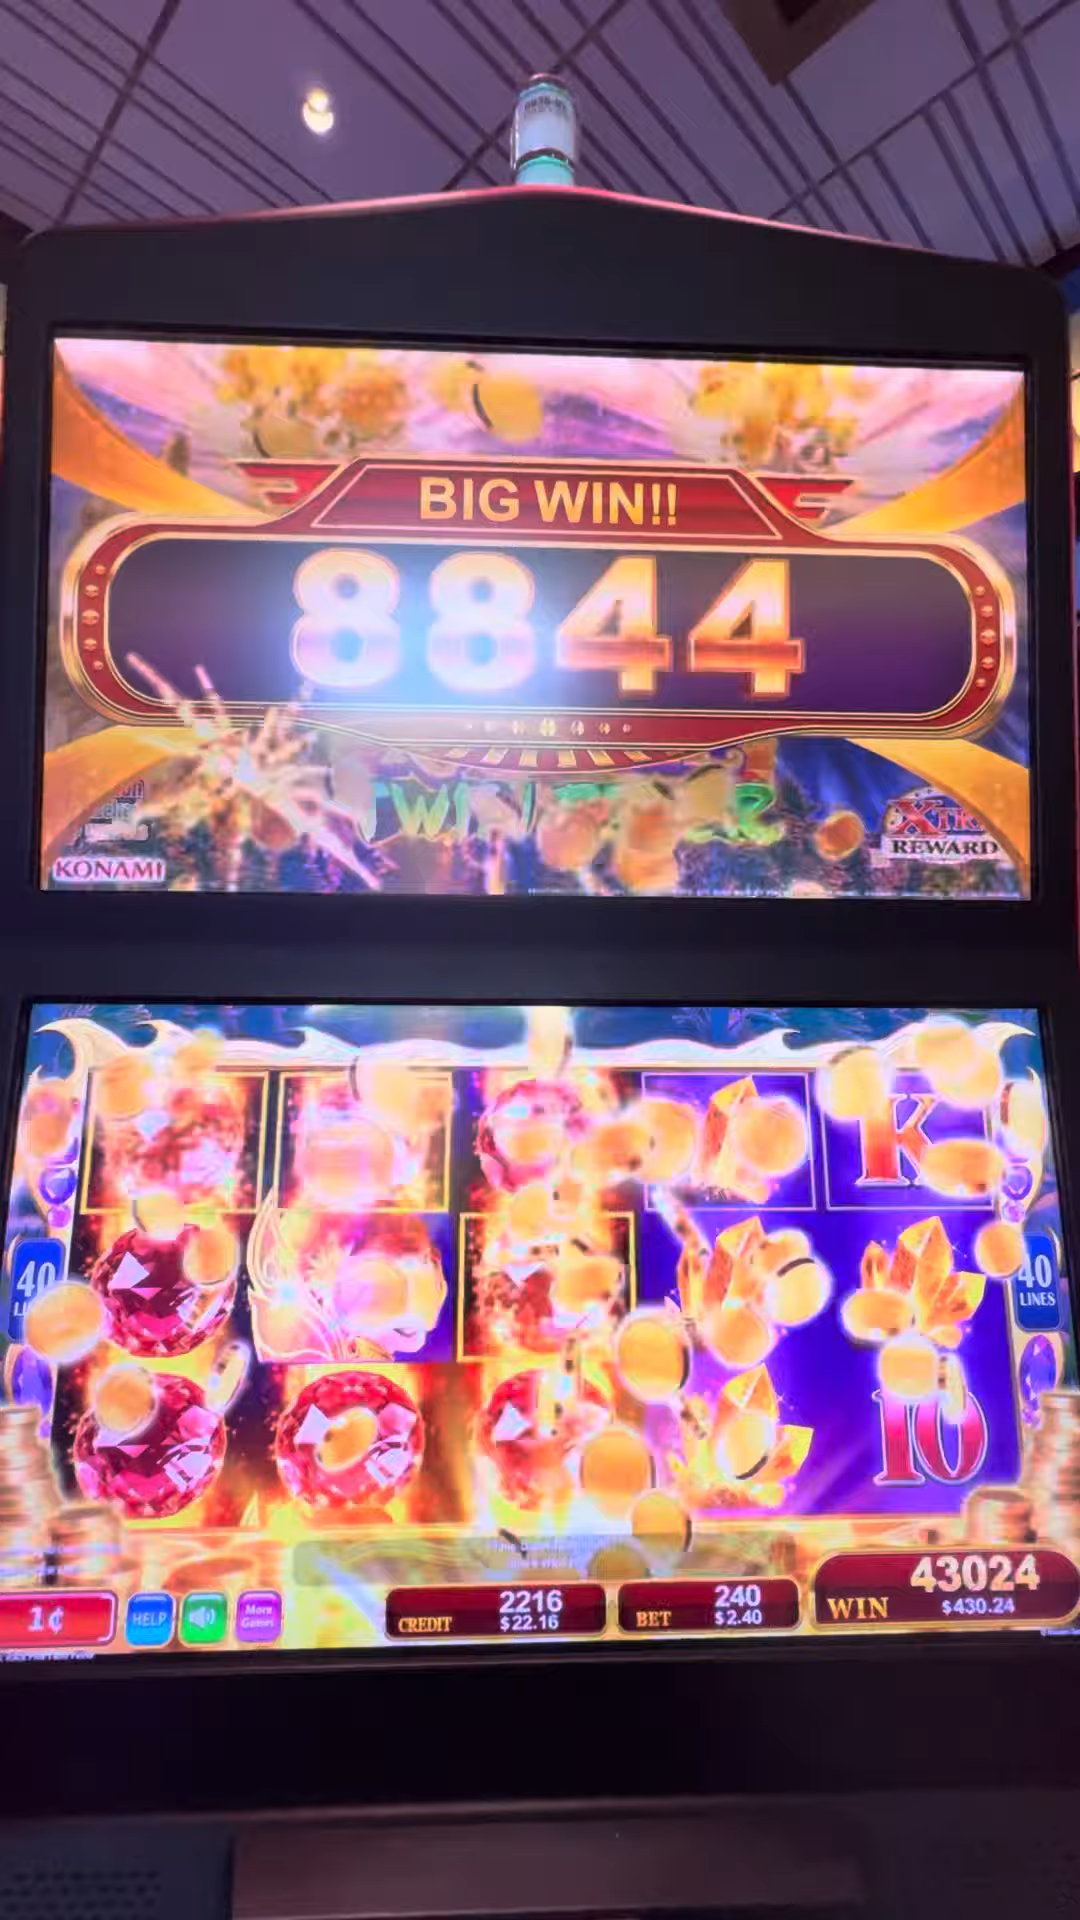 BIG WIN!!
8844
KONAMI
XTRA
REWARD
K
40
40
LINES
10
43024
WIN
$430.24
2216
CREDIT
$22.16
240
BET
$2.40
1¢
HELP
More
Games